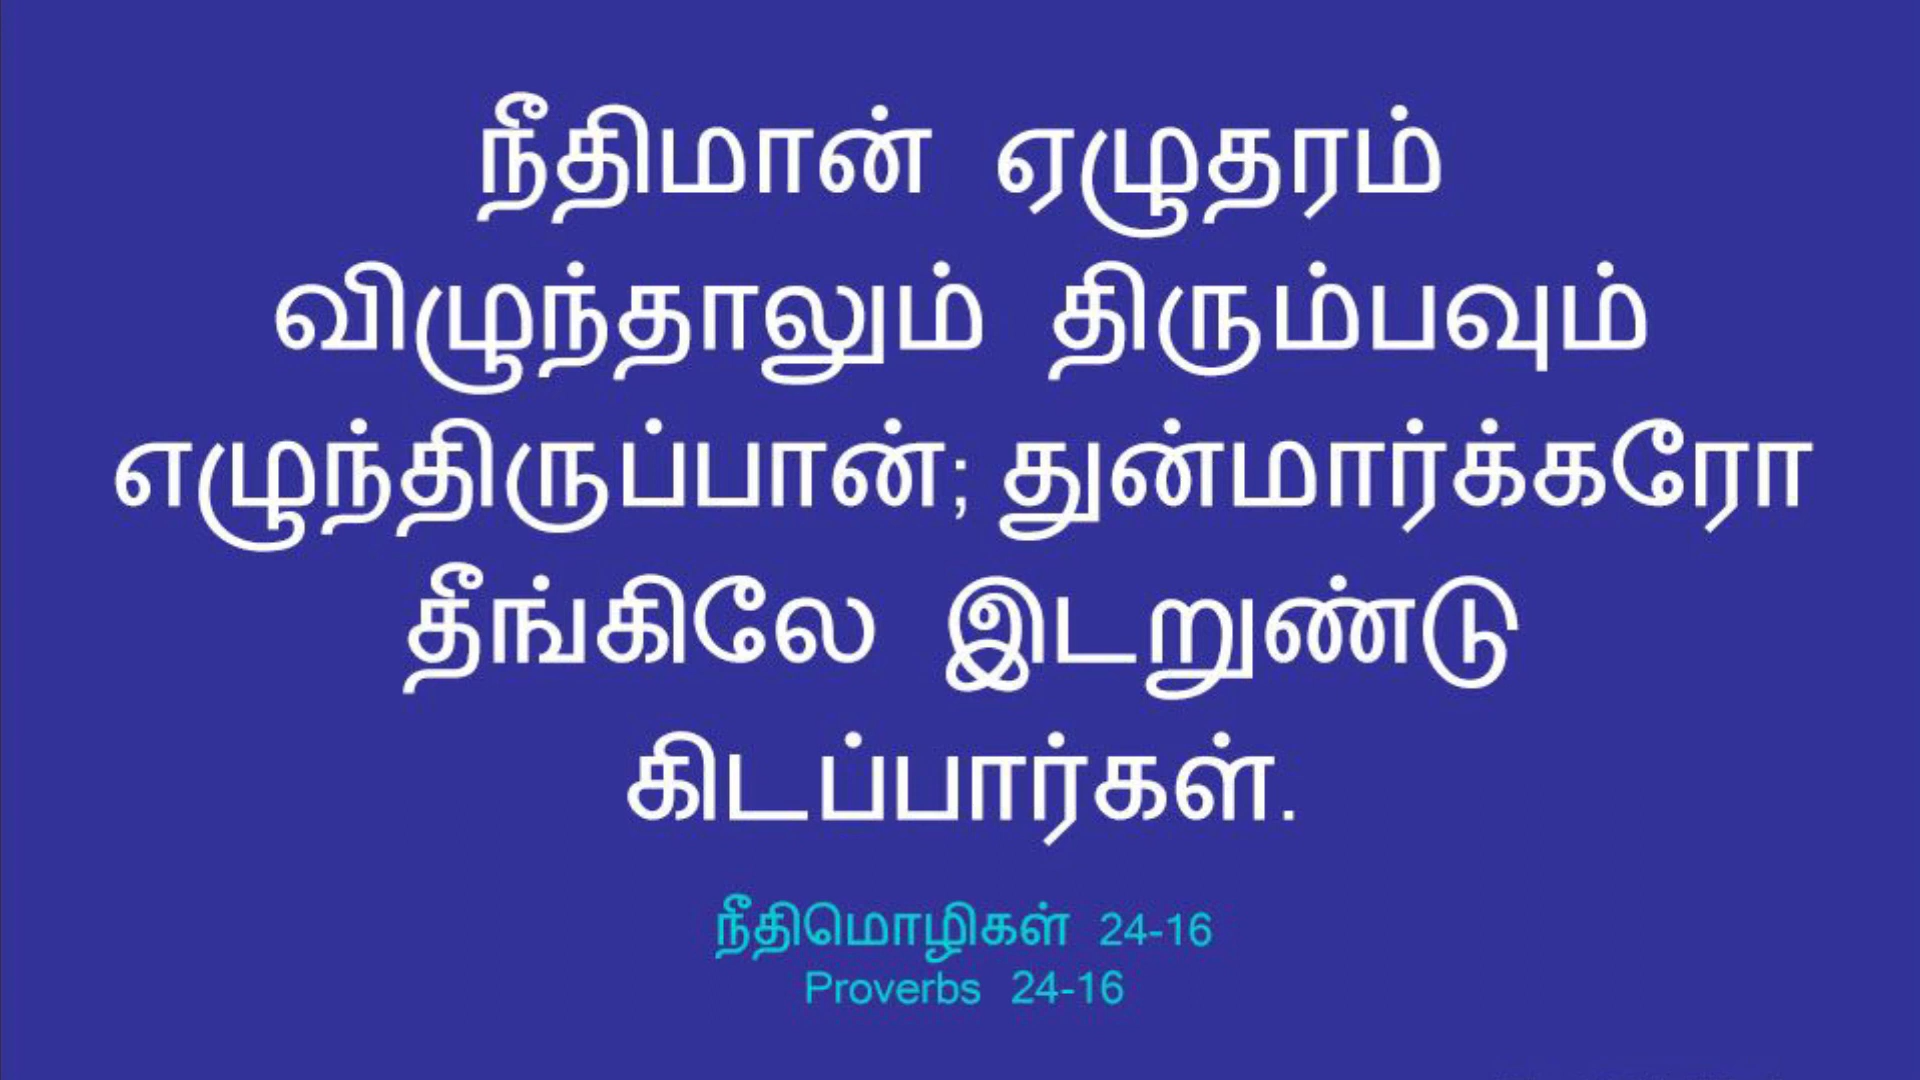 நீதிமான் ஏழுதரம்
விழுந்தாலும் திரும்பவும்
எழுந்திருப்பான்; துன்மார்க்கரோ
தீங்கிலே இடறுண்டு
கிடப்பார்கள்.
நீதிமொழிகள் 24-16
Proverbs 24-16